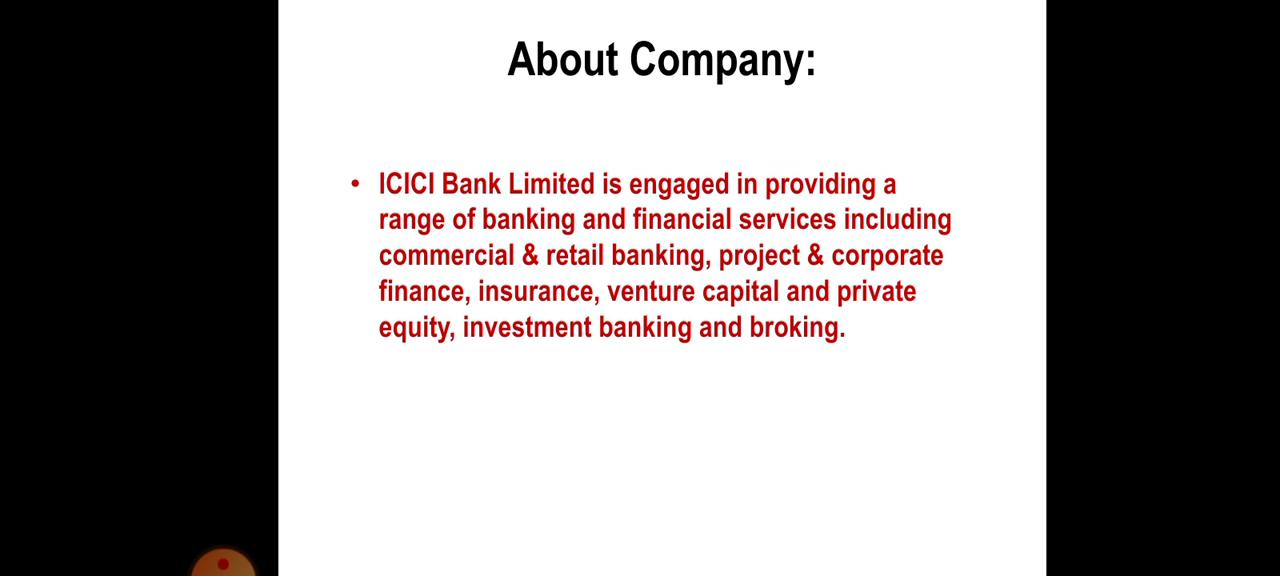 About Company:
• ICICI Bank Limited is engaged in providing a
range of banking and financial services including
commercial & retail banking, project & corporate
finance, insurance, venture capital and private
equity, investment banking and broking.